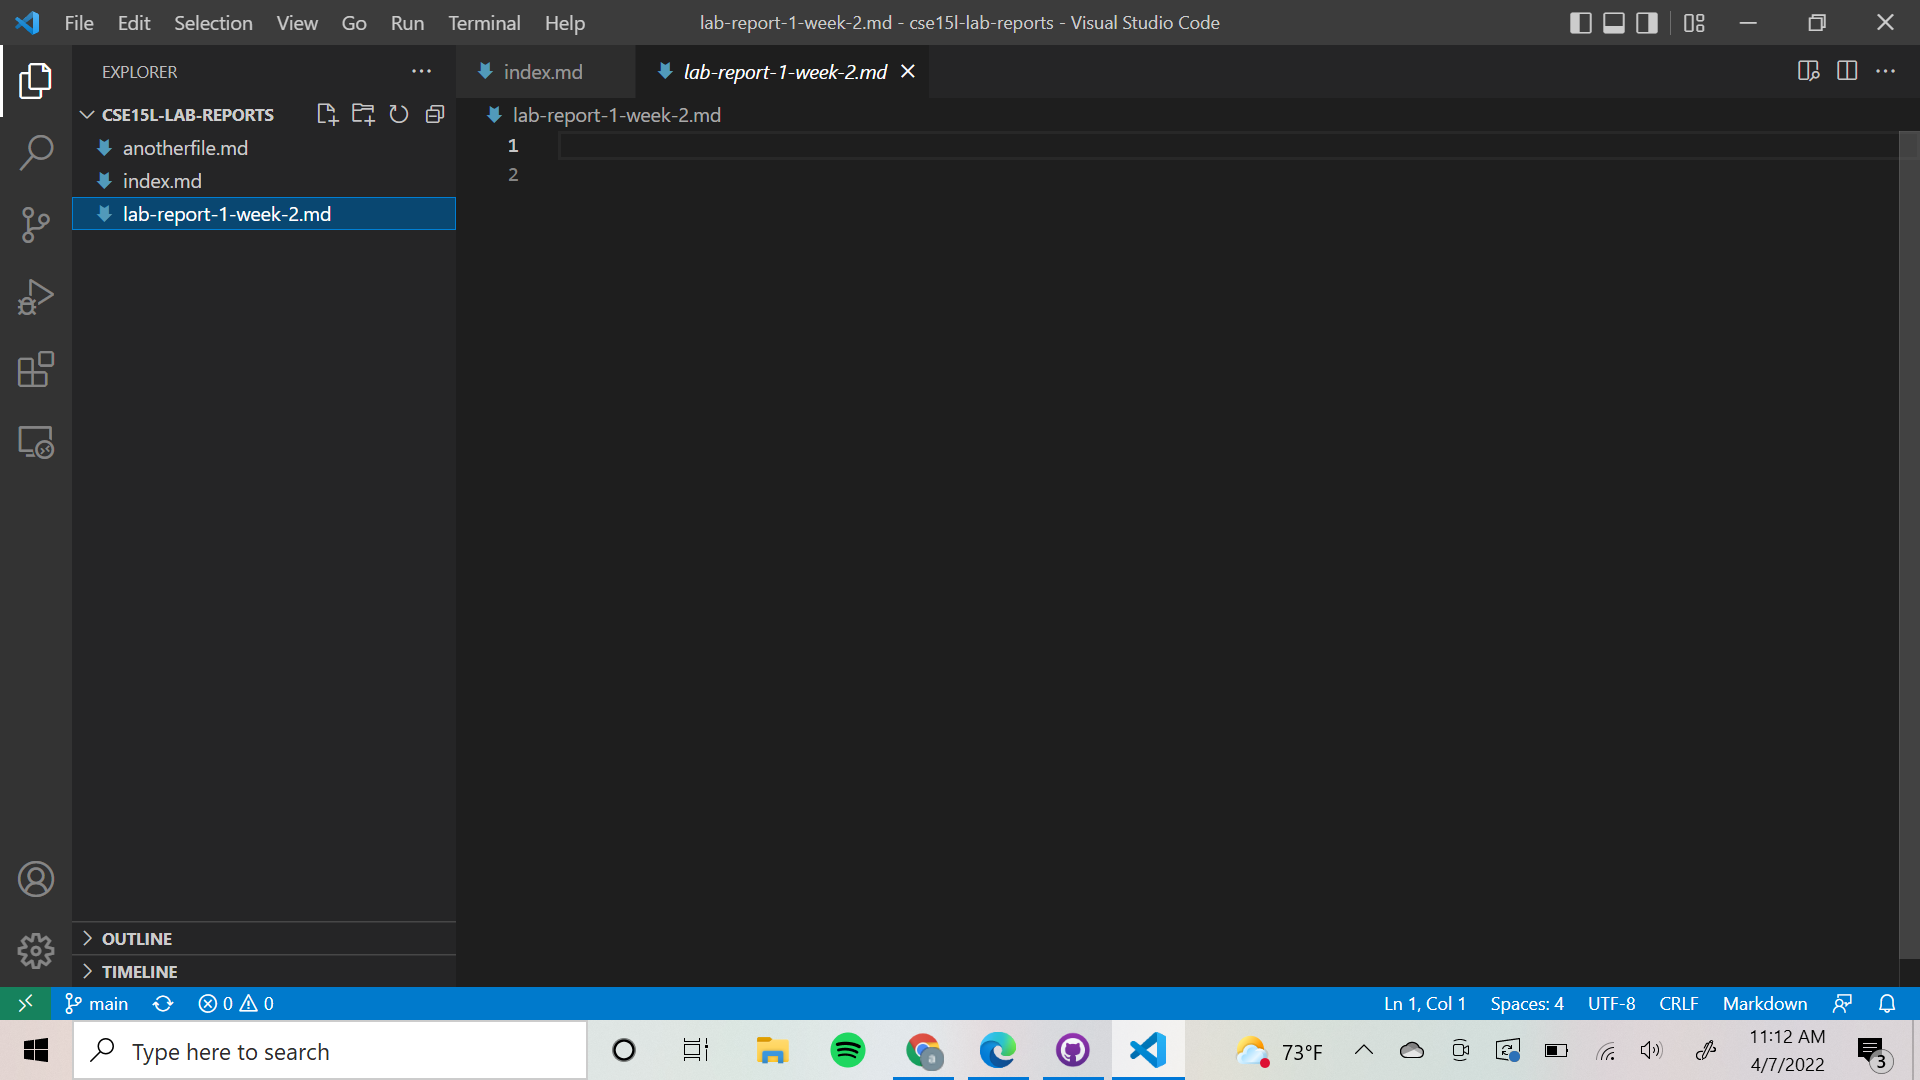 File Edit Selection View Go Run Terminal Help
lab-report-1-week-2.md - cse15l-lab-reports - Visual Studio Code
EXPLORER
CSE15L-LAB-REPORTS
anotherfile.md
index.md
lab-report-1-week-2.md
OUTLINE
TIMELINE
index.md
lab-report-1-week-2.md
lab-report-1-week-2.md
1
2
main
0
0
Ln 1, Col 1
Spaces: 4
UTF-8
CRLF
Markdown
Type here to search
a
73°F
11:12 AM
4/7/2022
3